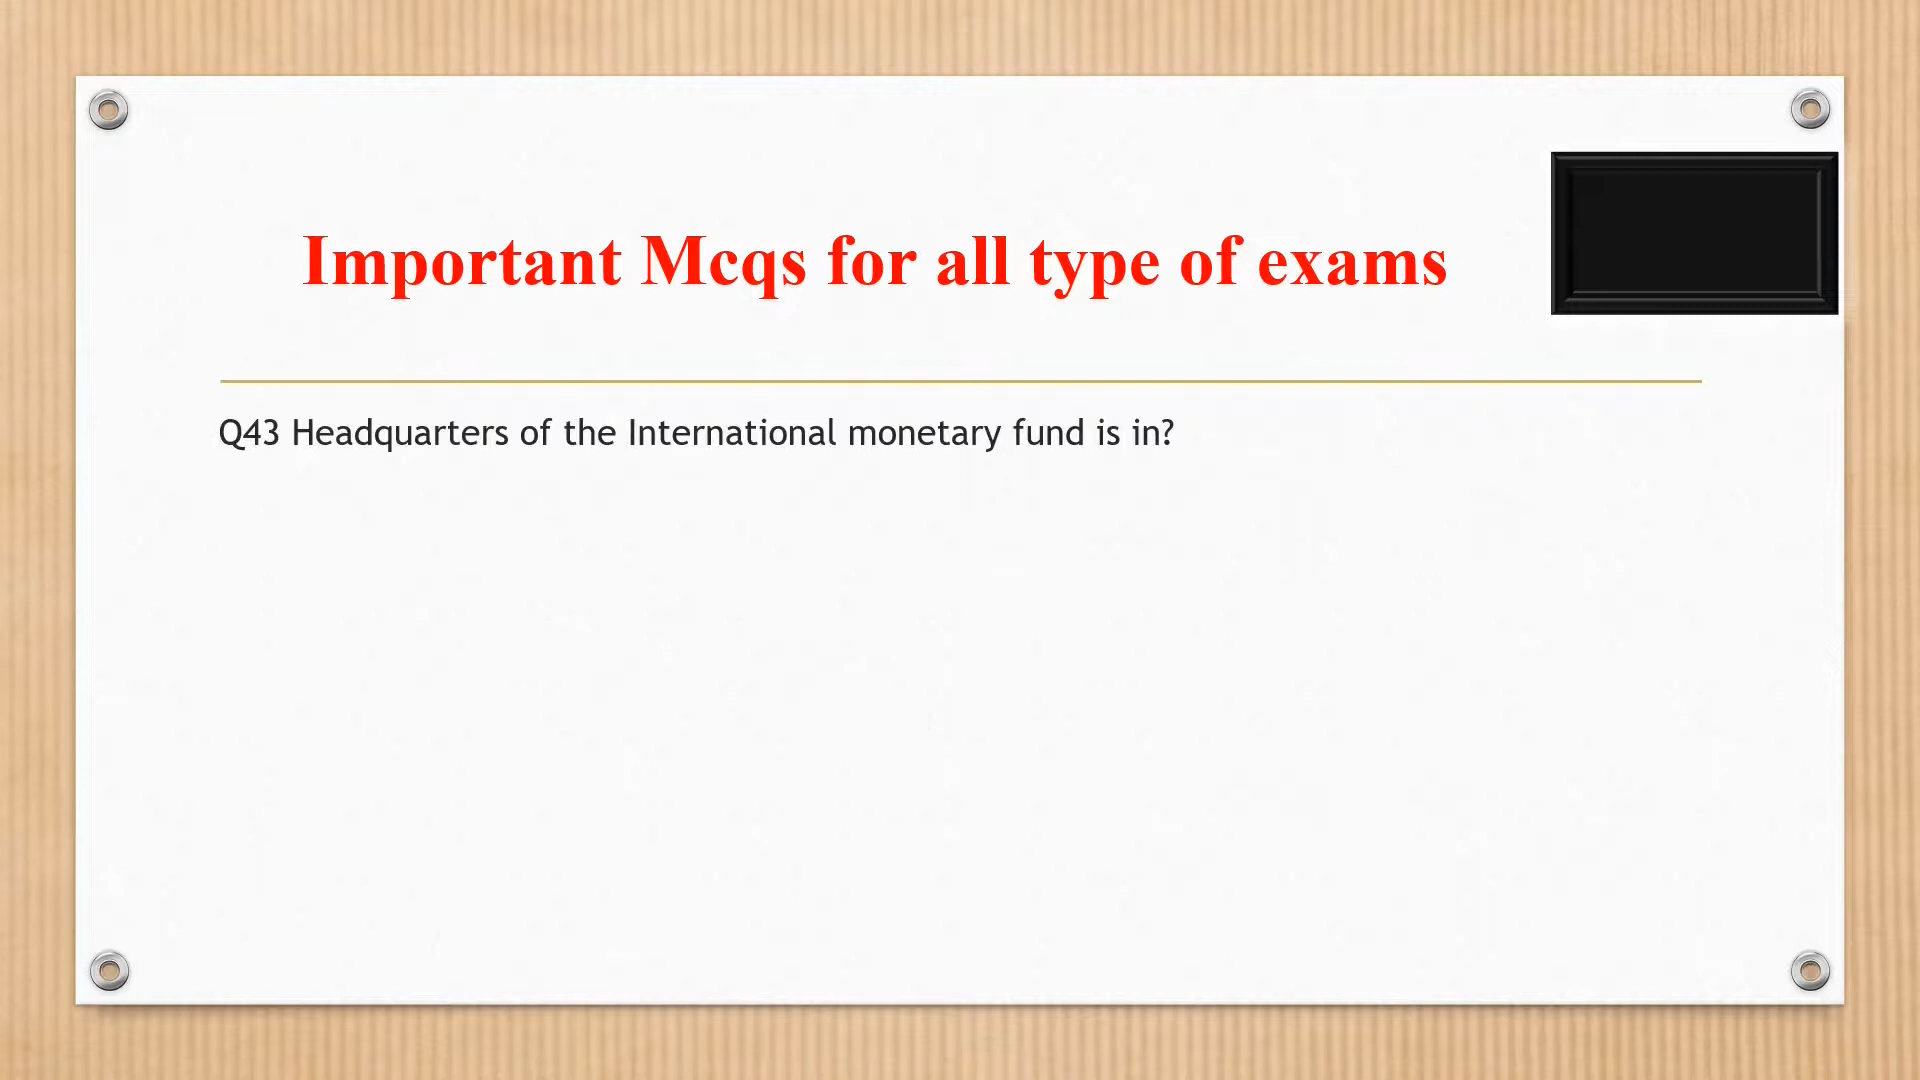 Important Mcqs for all type of exams
Q43 Headquarters of the International monetary fund is in?